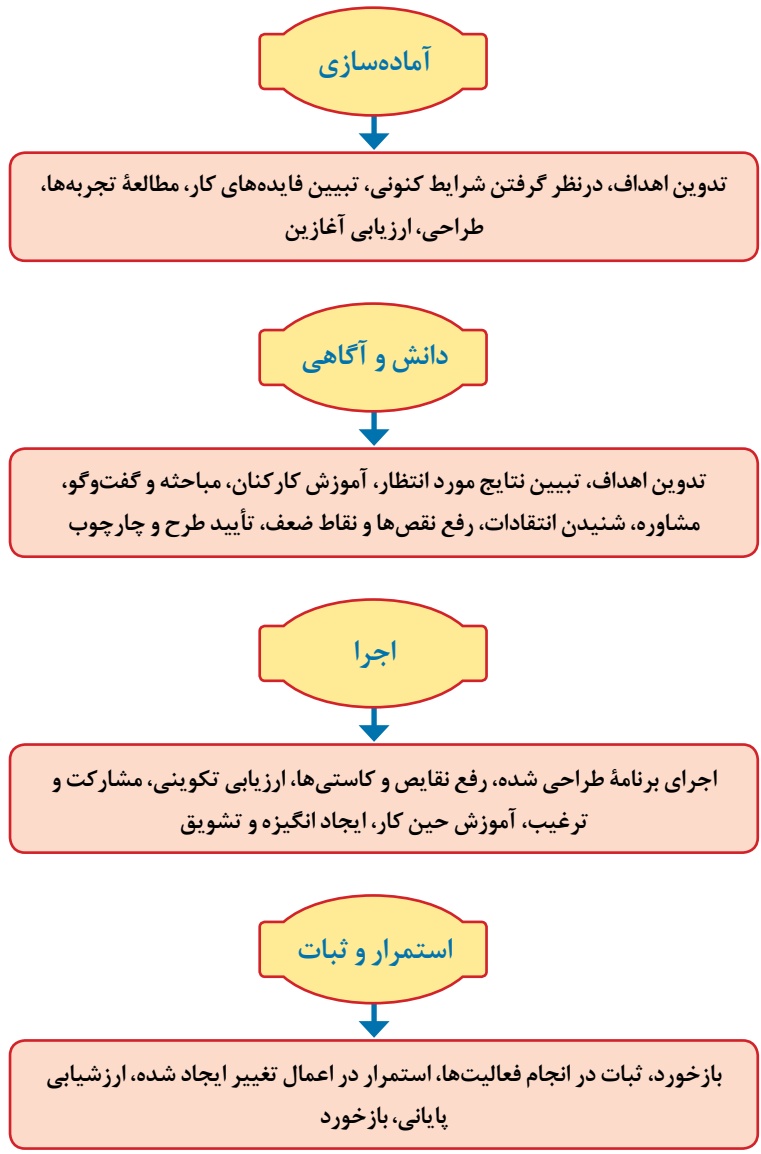 آماده‌سازی
تدوین اهداف، درنظر گرفتن شرایط کنونی، تبیین فایده‌های کار، مطالعهٔ تجربه‌ها،
طراحی، ارزیابی آغازین
دانش و آگاهی
تدوین اهداف، تبیین نتایج مورد انتظار، آموزش کارکنان، مباحثه و گفت‌وگو،
مشاوره، شنیدن انتقادات، رفع نقص‌ها و نقاط ضعف، تأیید طرح و چارچوب
اجرا
اجرای برنامهٔ طراحی شده، رفع نقایص و کاستی‌ها، ارزیابی تکوینی، مشارکت و
ترغیب، آموزش حین کار، ایجاد انگیزه و تشویق
استمرار و ثبات
بازخورد، ثبات در انجام فعالیت‌ها، استمرار در اعمال تغییر ایجاد شده، ارزشیابی
پایانی، بازخورد